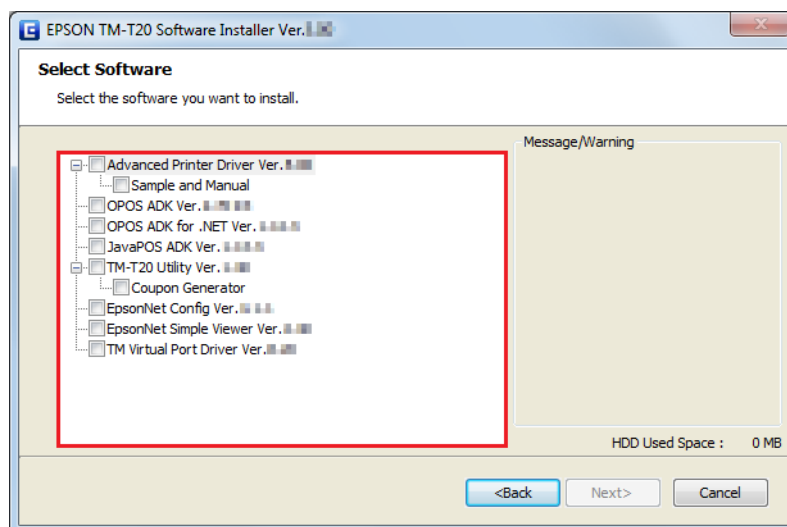 EPSON TM-T20 Software Installer Ver.
Select Software
Select the software you want to install.
Message/Warning
Advanced Printer Driver Ver.
Sample and Manual
OPOS ADK Ver.
OPOS ADK for .NET Ver.
JavaPOS ADK Ver.
TM-T20 Utility Ver.
Coupon Generator
EpsonNet Config Ver.
EpsonNet Simple Viewer Ver.
TM Virtual Port Driver Ver.
HDD Used Space : 0 MB
<Back Next> Cancel